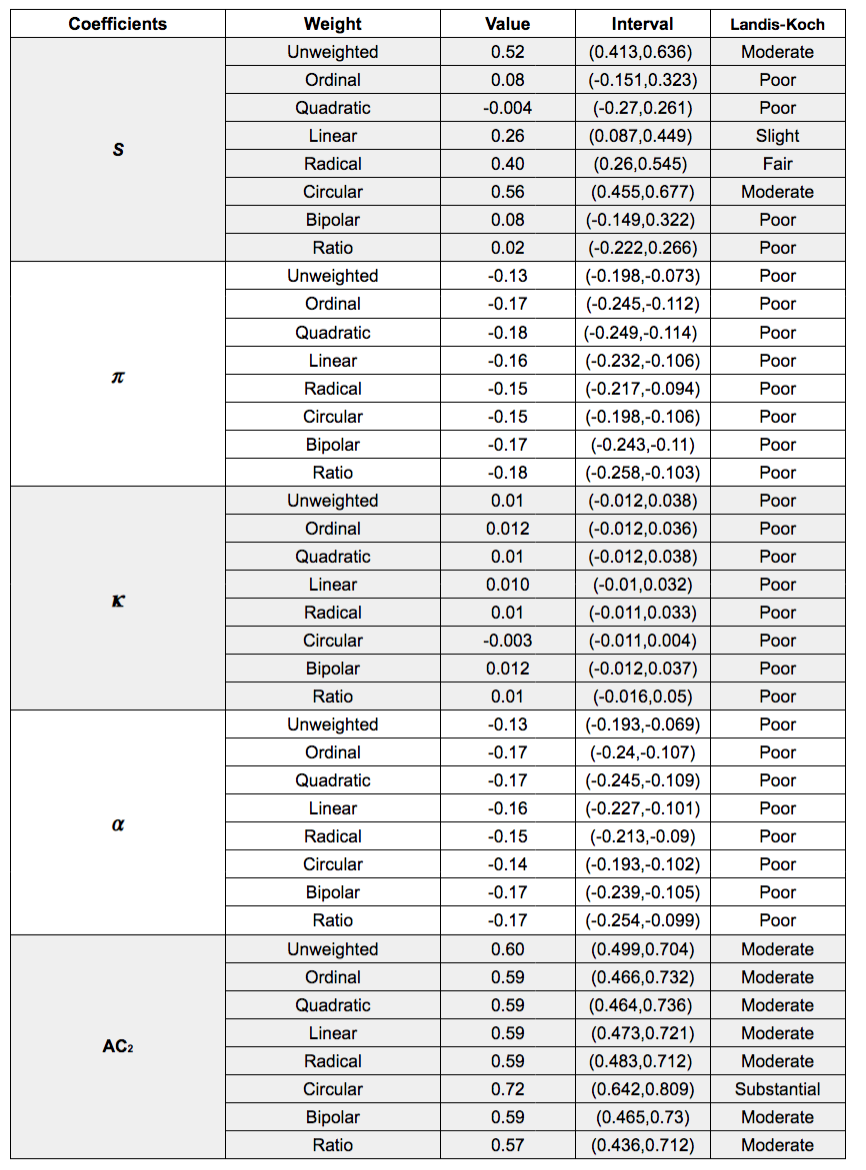 Coefficients Weight Value Interval Landis-Koch
S
Unweighted 0.52 (0.413,0.636) Moderate
Ordinal 0.08 (-0.151,0.323) Poor
Quadratic -0.004 (-0.27,0.261) Poor
Linear 0.26 (0.087,0.449) Slight
Radical 0.40 (0.26,0.545) Fair
Circular 0.56 (0.455,0.677) Moderate
Bipolar 0.08 (-0.149,0.322) Poor
Ratio 0.02 (-0.222,0.266) Poor
π
Unweighted -0.13 (-0.198,-0.073) Poor
Ordinal -0.17 (-0.245,-0.112) Poor
Quadratic -0.18 (-0.249,-0.114) Poor
Linear -0.16 (-0.232,-0.106) Poor
Radical -0.15 (-0.217,-0.094) Poor
Circular -0.15 (-0.198,-0.106) Poor
Bipolar -0.17 (-0.243,-0.11) Poor
Ratio -0.18 (-0.258,-0.103) Poor
κ
Unweighted 0.01 (-0.012,0.038) Poor
Ordinal 0.012 (-0.012,0.036) Poor
Quadratic 0.01 (-0.012,0.038) Poor
Linear 0.010 (-0.01,0.032) Poor
Radical 0.01 (-0.011,0.033) Poor
Circular -0.003 (-0.011,0.004) Poor
Bipolar 0.012 (-0.012,0.037) Poor
Ratio 0.01 (-0.016,0.05) Poor
α
Unweighted -0.13 (-0.193,-0.069) Poor
Ordinal -0.17 (-0.24,-0.107) Poor
Quadratic -0.17 (-0.245,-0.109) Poor
Linear -0.16 (-0.227,-0.101) Poor
Radical -0.15 (-0.213,-0.09) Poor
Circular -0.14 (-0.193,-0.102) Poor
Bipolar -0.17 (-0.239,-0.105) Poor
Ratio -0.17 (-0.254,-0.099) Poor
AC₂
Unweighted 0.60 (0.499,0.704) Moderate
Ordinal 0.59 (0.466,0.732) Moderate
Quadratic 0.59 (0.464,0.736) Moderate
Linear 0.59 (0.473,0.721) Moderate
Radical 0.59 (0.483,0.712) Moderate
Circular 0.72 (0.642,0.809) Substantial
Bipolar 0.59 (0.465,0.73) Moderate
Ratio 0.57 (0.436,0.712) Moderate